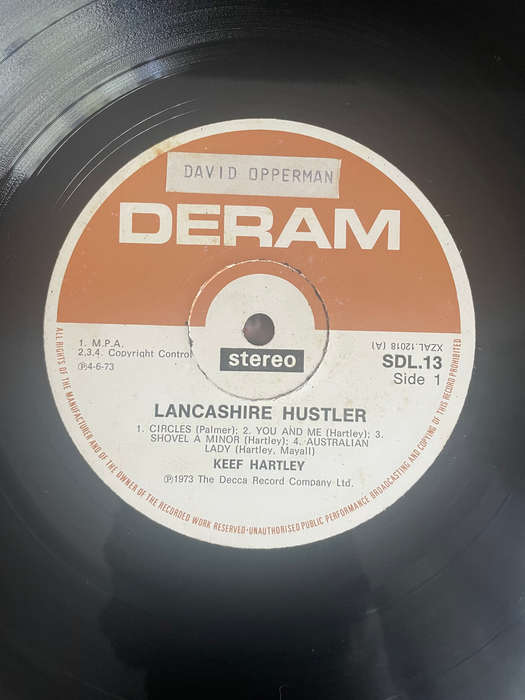 DAVID OPPERMAN
DERAM
1. M.P.A.
2,3,4. Copyright Control
Ⓟ4-6-73
stereo
XZAL.12018 (A)
SDL.13
Side 1
LANCASHIRE HUSTLER
1. CIRCLES (Palmer); 2. YOU AND ME (Hartley); 3.
SHOVEL A MINOR (Hartley); 4. AUSTRALIAN
LADY (Hartley, Mayall)
KEEF HARTLEY
Ⓟ1973 The Decca Record Company Ltd.
ALL RIGHTS OF THE MANUFACTURER AND OF THE OWNER OF THE RECORDED WORK RESERVED·UNAUTHORISED PUBLIC PERFORMANCE BROADCASTING AND COPYING OF THIS RECORD PROHIBITED